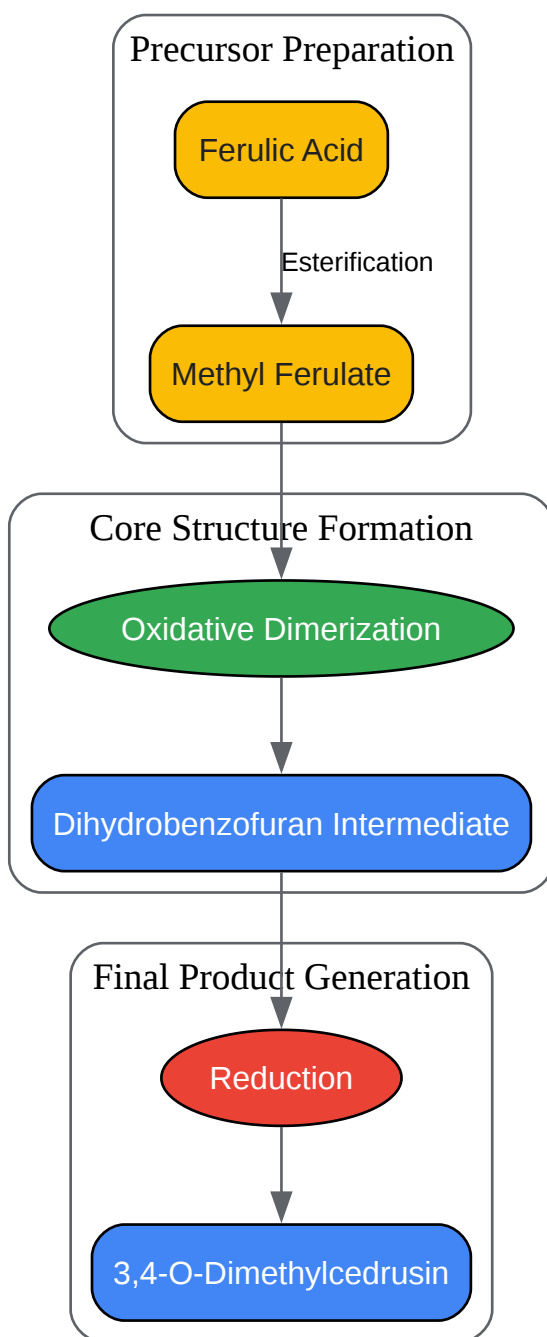 Precursor Preparation
Ferulic Acid
Esterification
Methyl Ferulate
Core Structure Formation
Oxidative Dimerization
Dihydrobenzofuran Intermediate
Final Product Generation
Reduction
3,4-O-Dimethylcedrusin